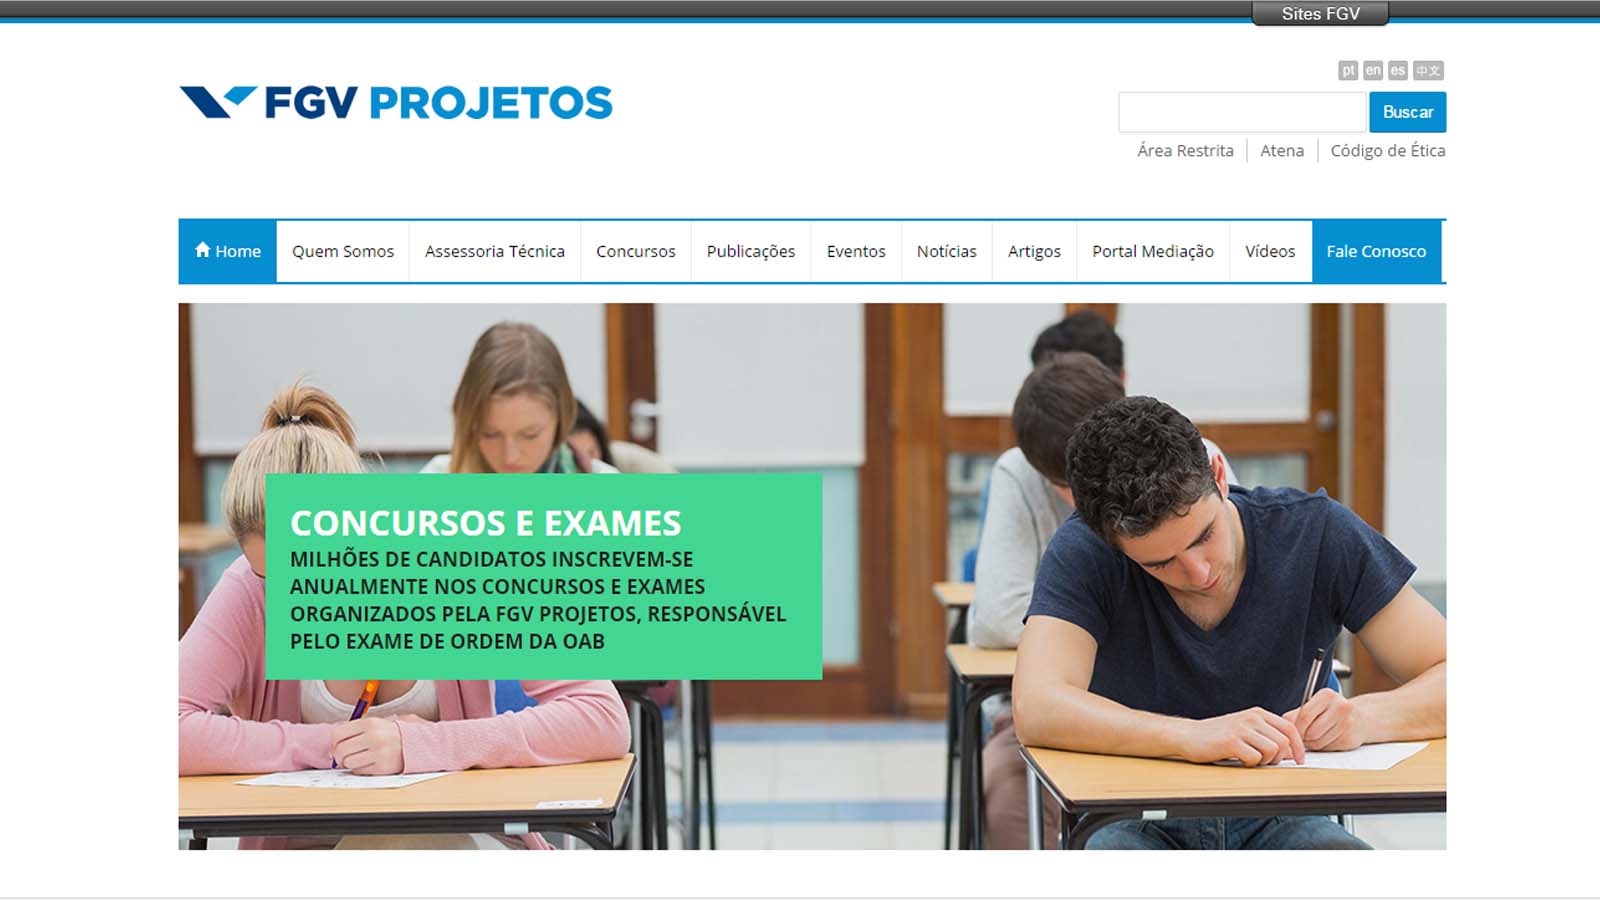 Sites FGV
pt en es 中文
FGV PROJETOS
Buscar
Área Restrita Atena Código de Ética
Home Quem Somos Assessoria Técnica Concursos Publicações Eventos Notícias Artigos Portal Mediação Vídeos Fale Conosco
CONCURSOS E EXAMES
MILHÕES DE CANDIDATOS INSCREVEM-SE
ANUALMENTE NOS CONCURSOS E EXAMES
ORGANIZADOS PELA FGV PROJETOS, RESPONSÁVEL
PELO EXAME DE ORDEM DA OAB